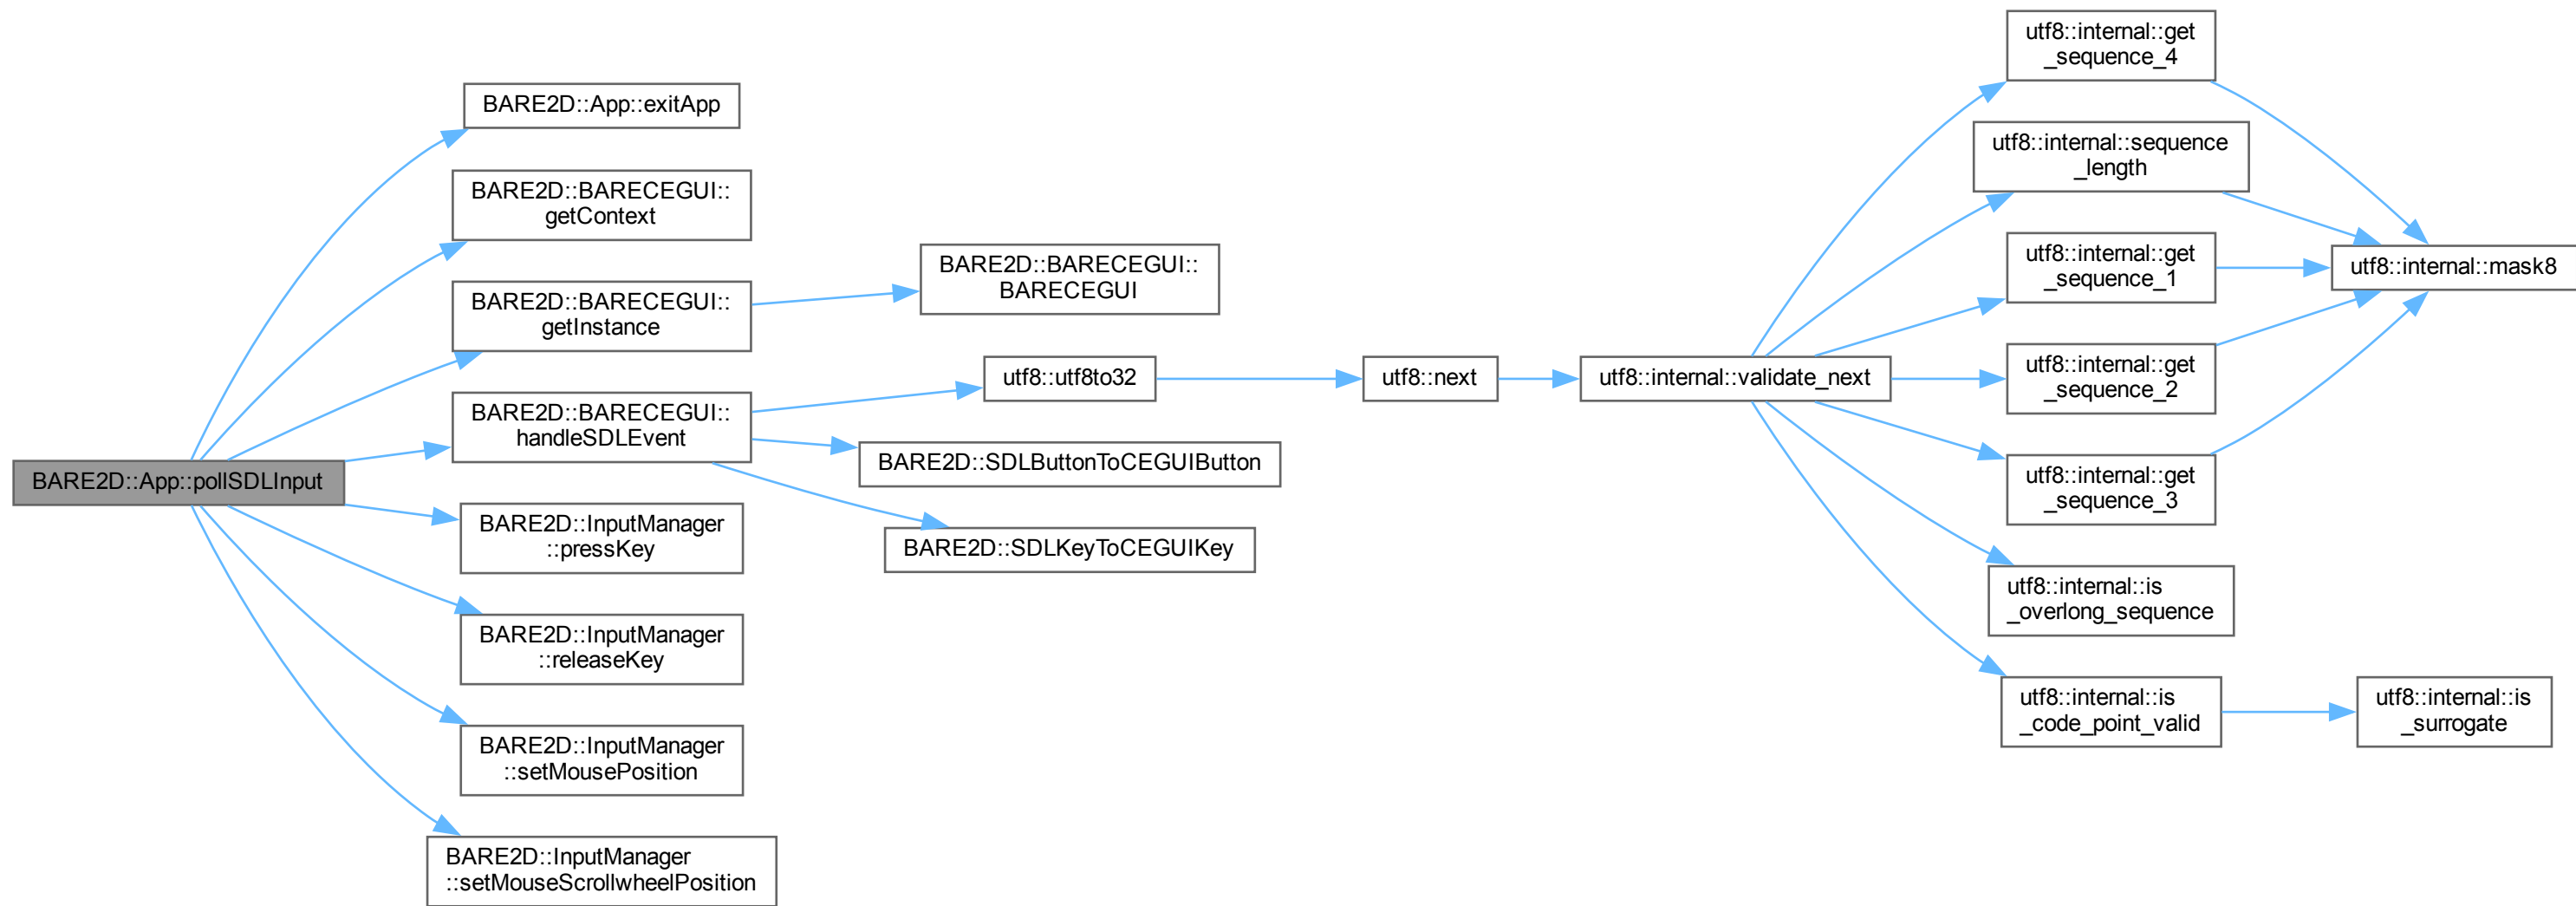 BARE2D::App::pollSDLInput
BARE2D::App::exitApp
BARE2D::BARECEGUI::
getContext
BARE2D::BARECEGUI::
getInstance
BARE2D::BARECEGUI::
handleSDLEvent
BARE2D::InputManager
::pressKey
BARE2D::InputManager
::releaseKey
BARE2D::InputManager
::setMousePosition
BARE2D::InputManager
::setMouseScrollwheelPosition
BARE2D::BARECEGUI::
BARECEGUI
utf8::utf8to32
BARE2D::SDLButtonToCEGUIButton
BARE2D::SDLKeyToCEGUIKey
utf8::next
utf8::internal::validate_next
utf8::internal::get
_sequence_4
utf8::internal::sequence
_length
utf8::internal::get
_sequence_1
utf8::internal::get
_sequence_2
utf8::internal::get
_sequence_3
utf8::internal::is
_overlong_sequence
utf8::internal::is
_code_point_valid
utf8::internal::mask8
utf8::internal::is
_surrogate